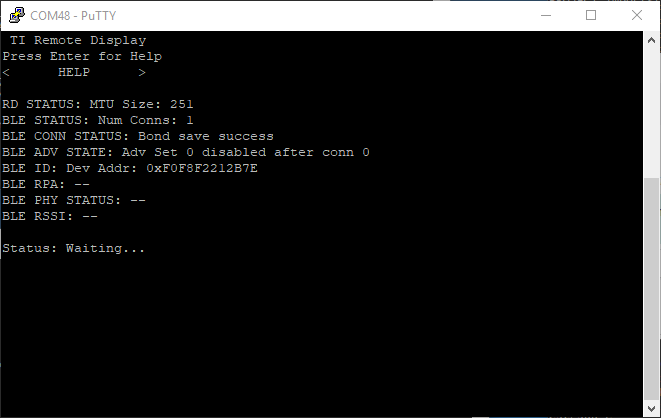 COM48 - PuTTY
TI Remote Display
Press Enter for Help
<      HELP      >
RD STATUS: MTU Size: 251
BLE STATUS: Num Conns: 1
BLE CONN STATUS: Bond save success
BLE ADV STATE: Adv Set 0 disabled after conn 0
BLE ID: Dev Addr: 0xF0F8F2212B7E
BLE RPA: --
BLE PHY STATUS: --
BLE RSSI: --
Status: Waiting...